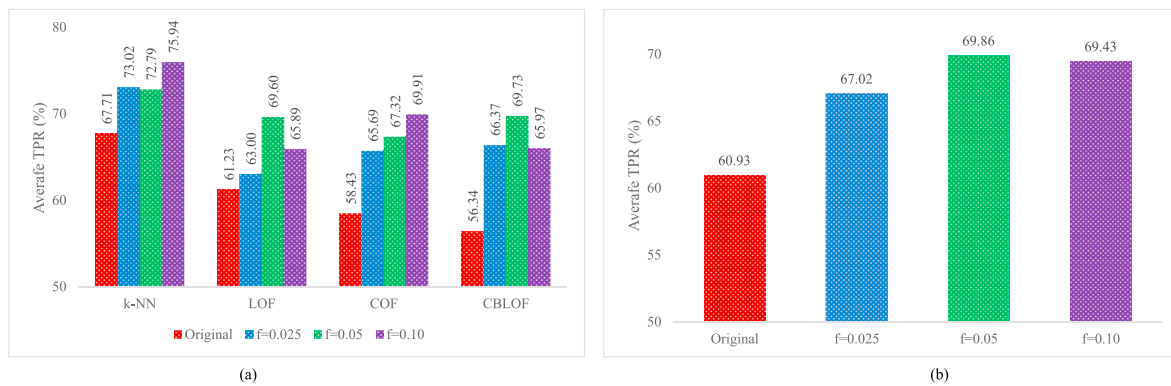 80
70
60
50
Averafe TPR (%)
67.71 73.02 72.79 75.94
61.23 63.00 69.60 65.89
58.43 65.69 67.32 69.91
56.34 66.37 69.73 65.97
k-NN LOF COF CBLOF
Original f=0.025 f=0.05 f=0.10
(a)
70
60
50
Averafe TPR (%)
60.93 67.02 69.86 69.43
Original f=0.025 f=0.05 f=0.10
(b)